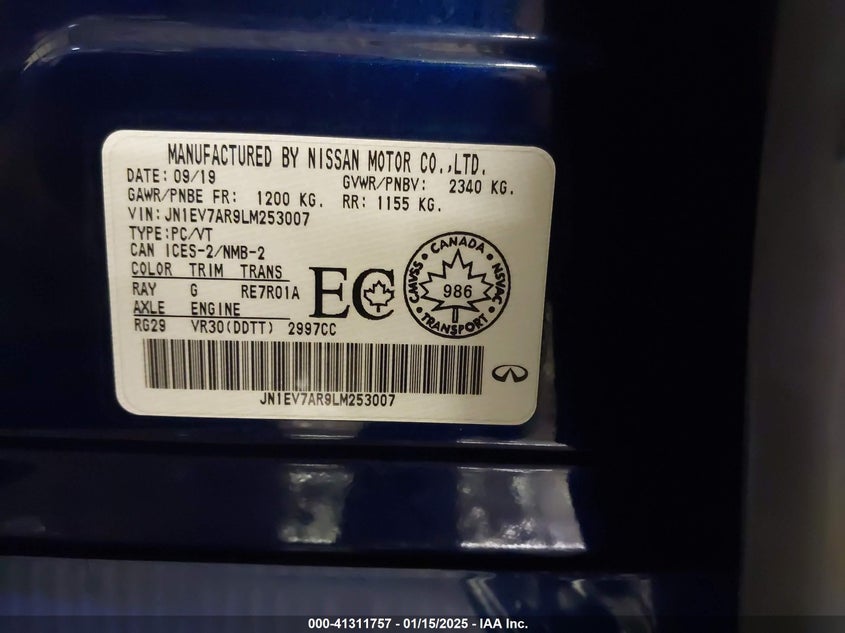 MANUFACTURED BY NISSAN MOTOR CO.,LTD.
DATE: 09/19 GVWR/PNBV: 2340 KG.
GAWR/PNBE FR: 1200 KG. RR: 1155 KG.
VIN: JN1EV7AR9LM253007
TYPE:PC/VT
CAN ICES-2/NMB-2
COLOR TRIM TRANS
RAY G RE7R01A
AXLE ENGINE
RG29 VR30(DDTT) 2997CC
EC
CANADA
CMVSS • NSVAC
986
TRANSPORT
JN1EV7AR9LM253007
000-41311757 - 01/15/2025 - IAA Inc.